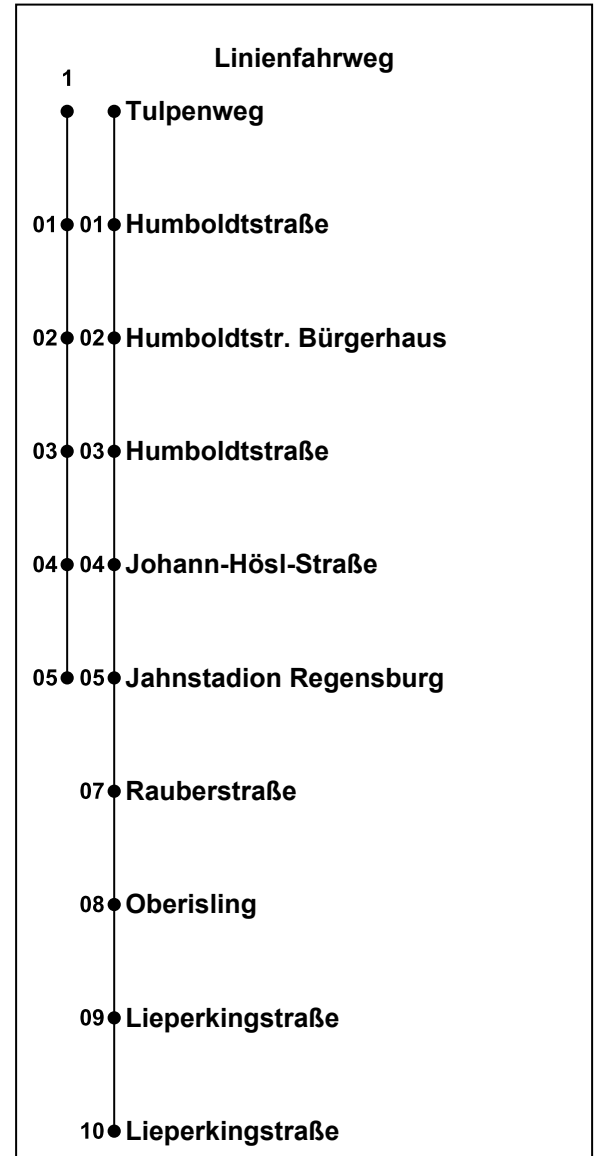 Linienfahrweg
1
Tulpenweg
01 01 Humboldtstraße
02 02 Humboldtstr. Bürgerhaus
03 03 Humboldtstraße
04 04 Johann-Hösl-Straße
05 05 Jahnstadion Regensburg
07 Rauberstraße
08 Oberisling
09 Lieperkingstraße
10 Lieperkingstraße